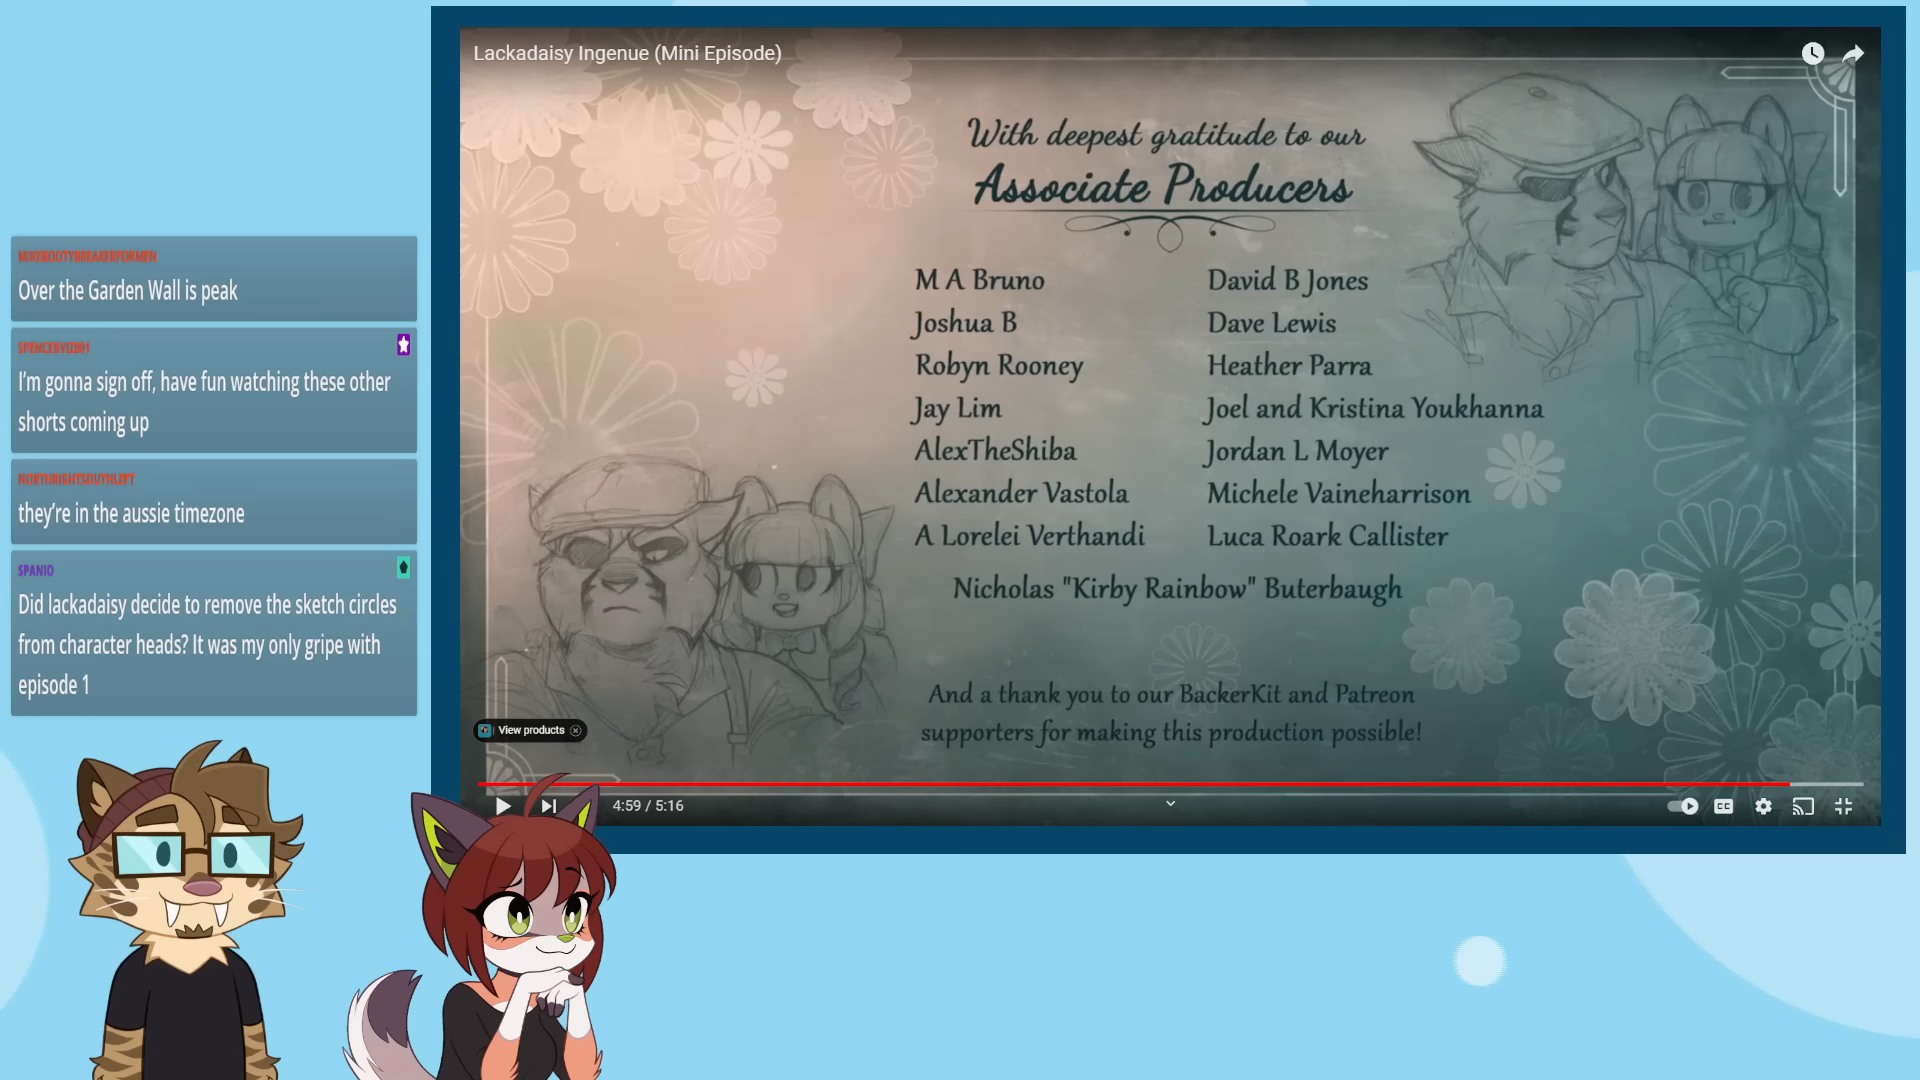 Lackadaisy Ingenue (Mini Episode)
With deepest gratitude to our
Associate Producers
M A Bruno
David B Jones
Joshua B
Dave Lewis
Robyn Rooney
Heather Parra
Jay Lim
Joel and Kristina Youkhanna
AlexTheShiba
Jordan L Moyer
Alexander Vastola
Michele Vaineharrison
A Lorelei Verthandi
Luca Roark Callister
Nicholas "Kirby Rainbow" Buterbaugh
And a thank you to our BackerKit and Patreon
supporters for making this production possible!
View products
4:59 / 5:16
CC
MIKEBOOTYBREAKERFORMEN
Over the Garden Wall is peak
I'm gonna sign off, have fun watching these other
shorts coming up
NORTHRIGHTSOUTHLEFT
they're in the aussie timezone
SPANIO
Did lackadaisy decide to remove the sketch circles
from character heads? It was my only gripe with
episode 1